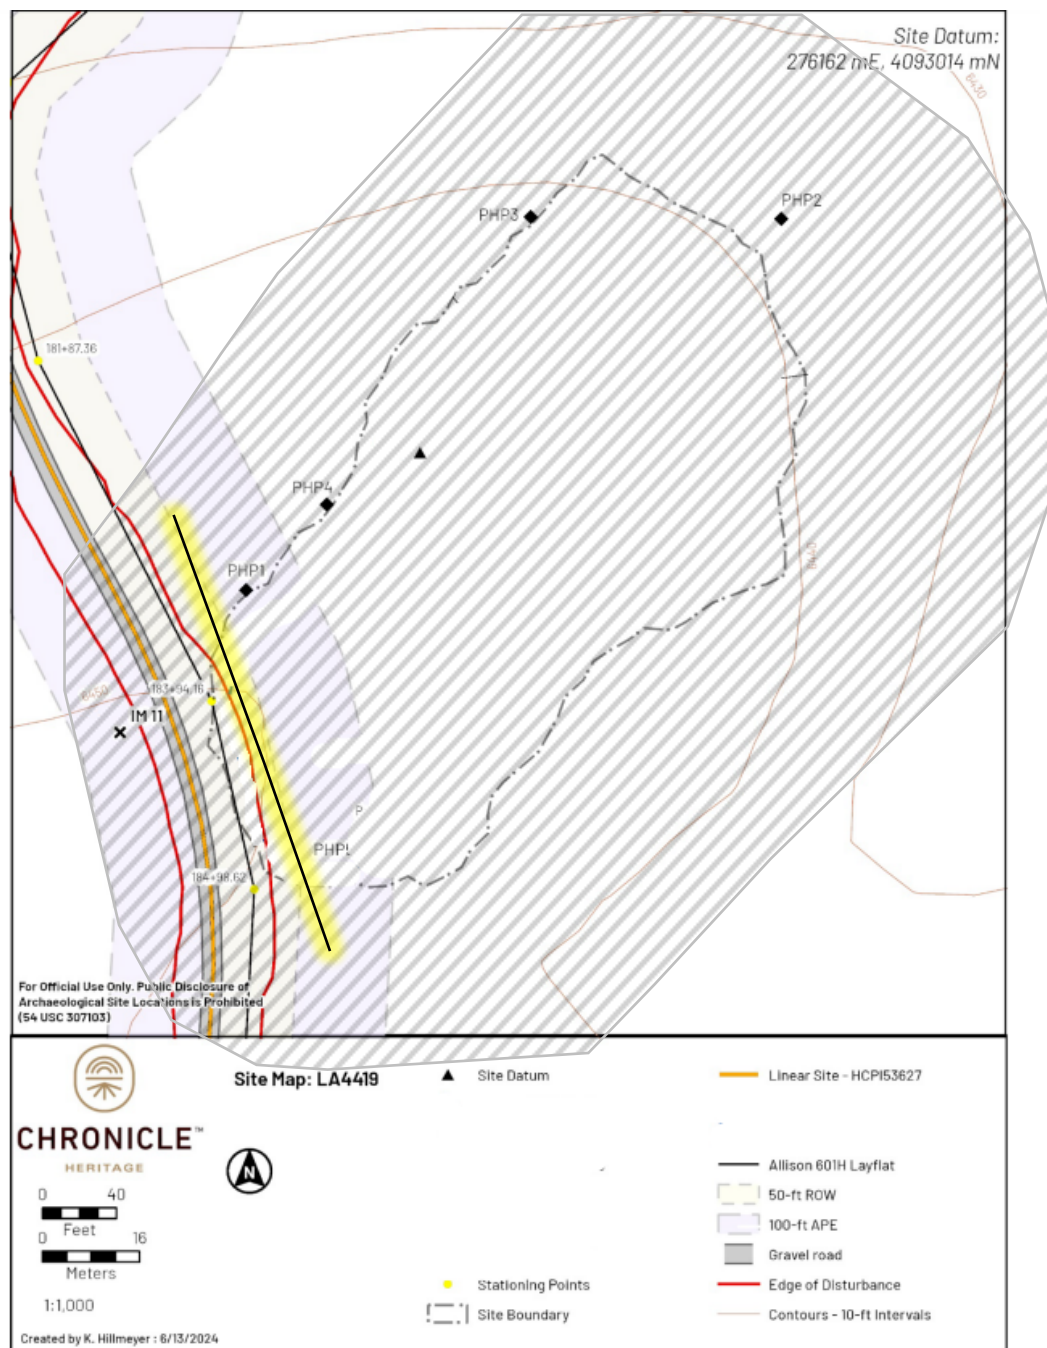 Site Datum:
276162 mE, 4093014 mN
6430
PHP2
PHP3
181+87.36
PHP4
PHP1
6440
183+94.16
6450
IM 11
P
PHP
184+98.62
For Official Use Only. Public Disclosure of
Archaeological Site Locations is Prohibited
(54 USC 307103)
Site Map: LA4419
CHRONICLE™
HERITAGE
N
0 40
Feet
0 16
Meters
1:1,000
Created by K. Hillmeyer : 6/13/2024
Site Datum
Stationing Points
Site Boundary
Linear Site - HCPI53627
Allison 601H Layflat
50-ft ROW
100-ft APE
Gravel road
Edge of Disturbance
Contours - 10-ft Intervals